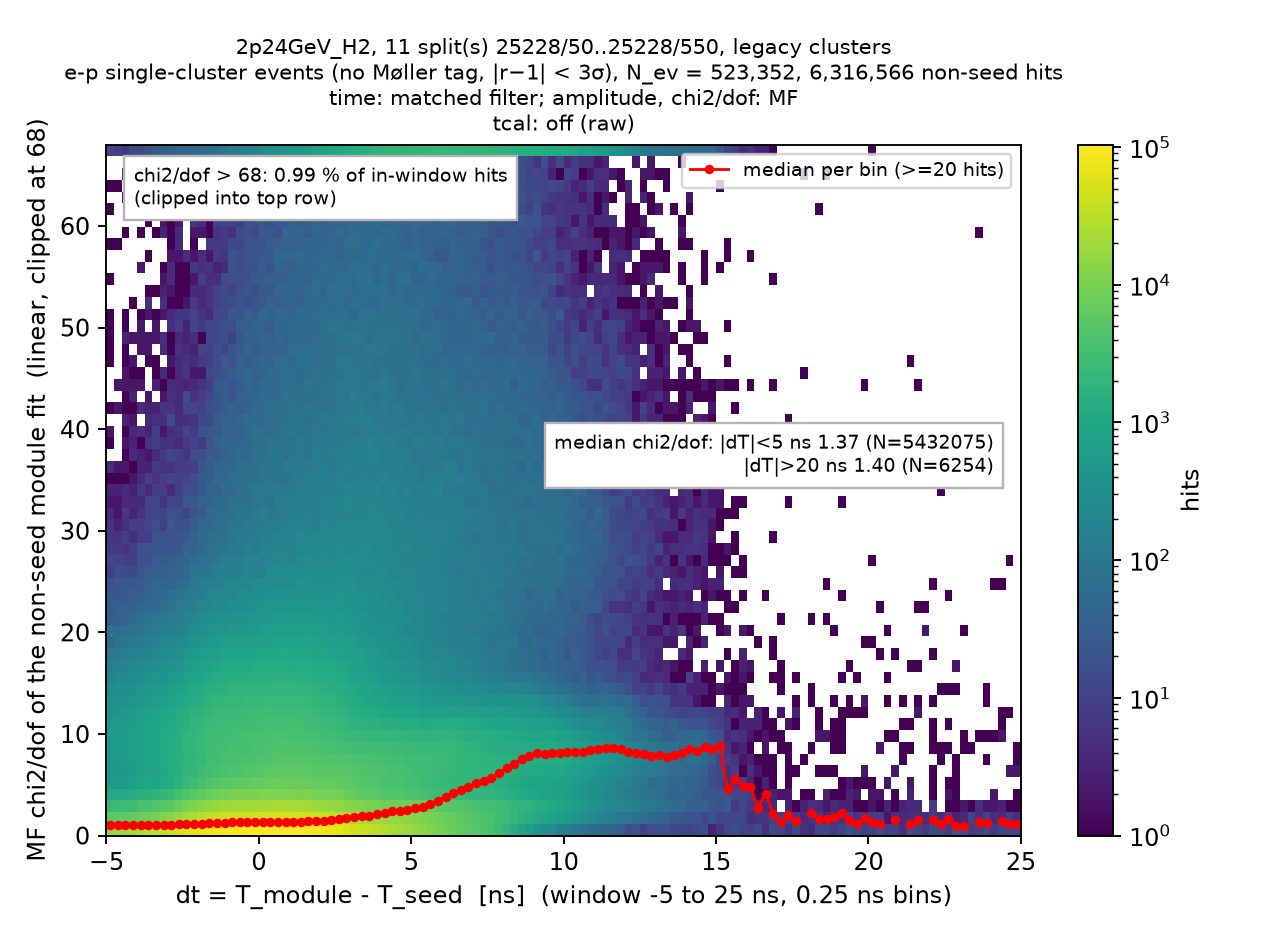 2p24GeV_H2, 11 split(s) 25228/50..25228/550, legacy clusters
e-p single-cluster events (no Møller tag, |r−1| < 3σ), N_ev = 523,352, 6,316,566 non-seed hits
time: matched filter; amplitude, chi2/dof: MF
tcal: off (raw)
chi2/dof > 68: 0.99 % of in-window hits
(clipped into top row)
median per bin (>=20 hits)
median chi2/dof: |dT|<5 ns 1.37 (N=5432075)
|dT|>20 ns 1.40 (N=6254)
MF chi2/dof of the non-seed module fit  (linear, clipped at 68)
60
50
40
30
20
10
0
−5
0
5
10
15
20
25
dt = T_module - T_seed  [ns]  (window -5 to 25 ns, 0.25 ns bins)
10⁵
10⁴
10³
10²
10¹
10⁰
hits